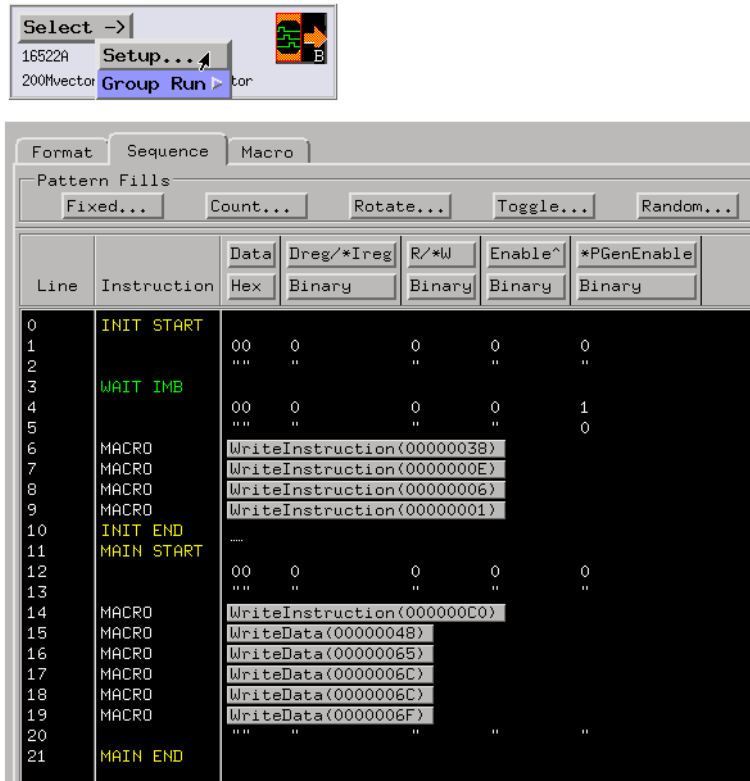 Select ->
B
16522A
Setup...
200Mvector
Group Run
tor
Format Sequence Macro
Pattern Fills
Fixed... Count... Rotate... Toggle... Random...
Data Dreg/*Ireg R/*W Enable^ *PGenEnable
Line Instruction Hex Binary Binary Binary Binary
0 INIT START
1 00 0 0 0 0
2 "" " " " "
3 WAIT IMB
4 00 0 0 0 1
5 "" " " " 0
6 MACRO WriteInstruction(00000038)
7 MACRO WriteInstruction(0000000E)
8 MACRO WriteInstruction(00000006)
9 MACRO WriteInstruction(00000001)
10 INIT END
11 MAIN START
12 00 0 0 0 0
13 "" " " " "
14 MACRO WriteInstruction(000000C0)
15 MACRO WriteData(00000048)
16 MACRO WriteData(00000065)
17 MACRO WriteData(0000006C)
18 MACRO WriteData(0000006C)
19 MACRO WriteData(0000006F)
20 "" " " " "
21 MAIN END